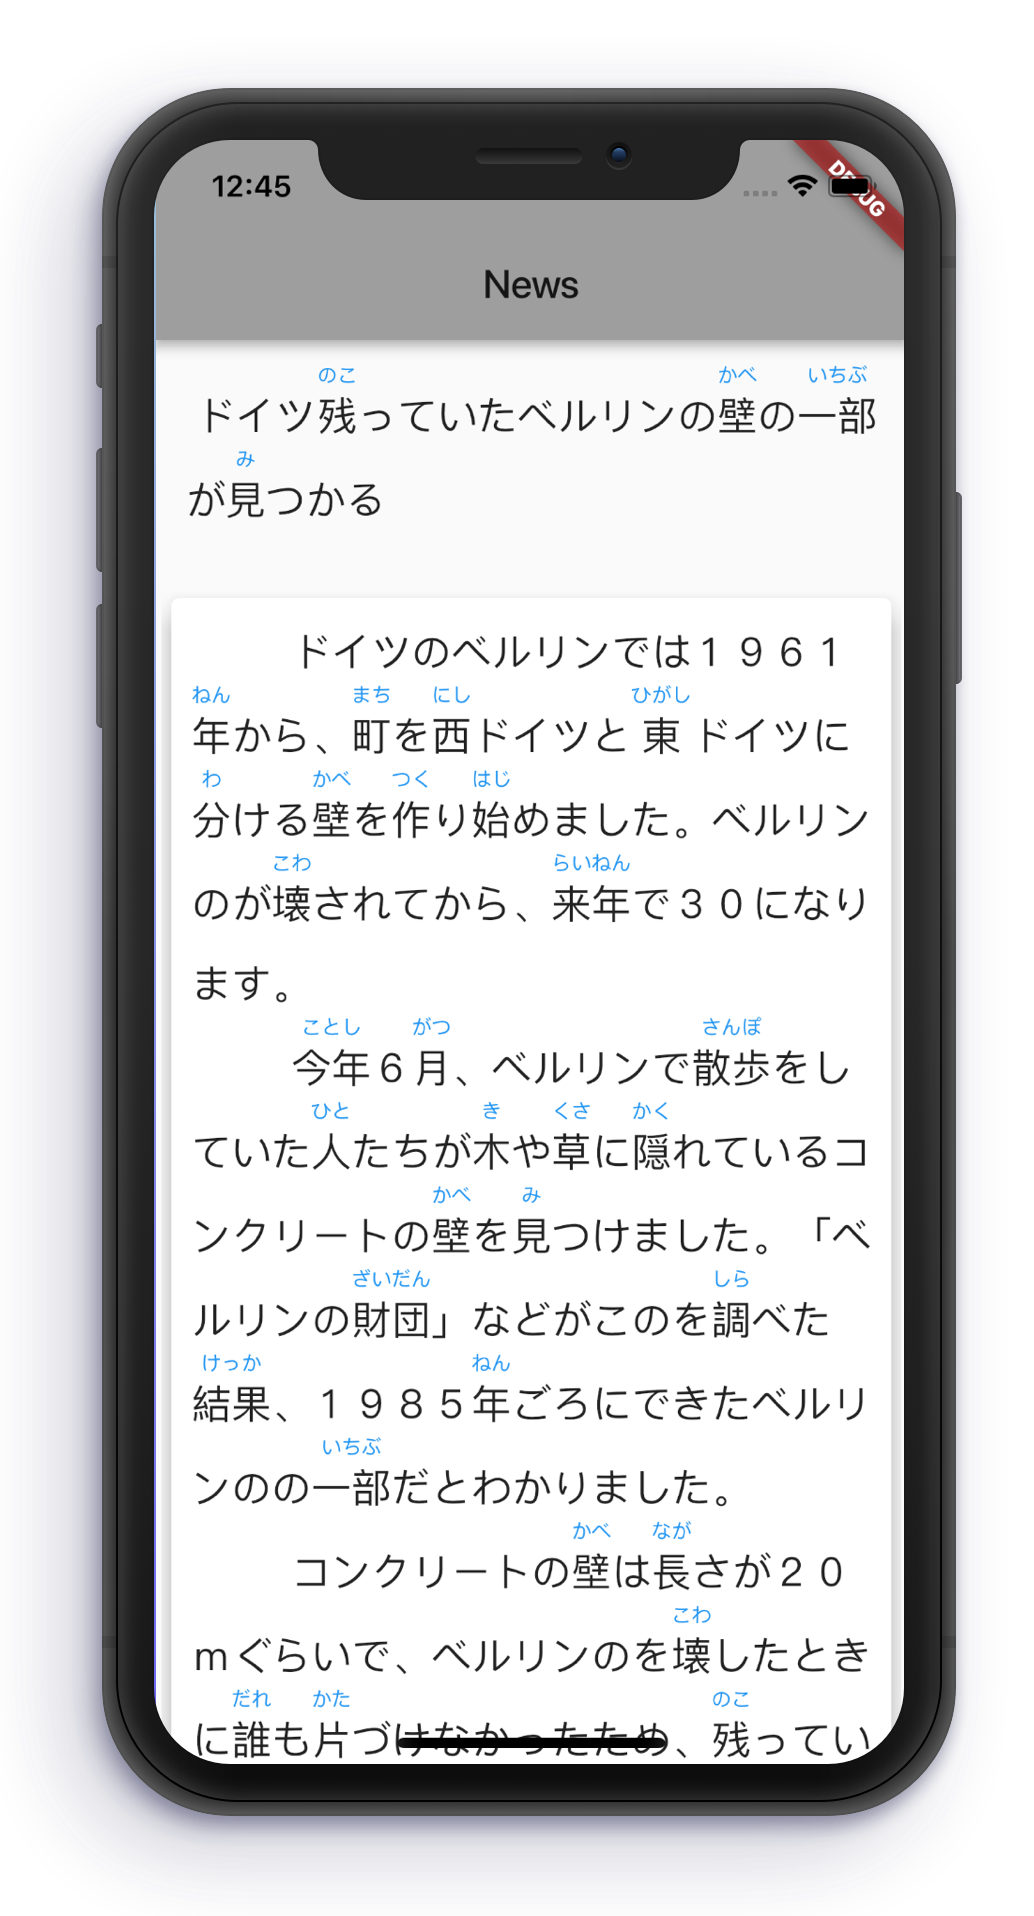 12:45
DEBUG
News
のこ かべ いちぶ
ドイツ残っていたベルリンの壁の一部
み
が見つかる
ドイツのベルリンでは１９６１
ねん まち にし ひがし
年から、町を西ドイツと東ドイツに
わ かべ つく はじ
分ける壁を作り始めました。ベルリン
こわ らいねん
のが壊されてから、来年で３０になり
ます。
ことし がつ さんぽ
今年６月、ベルリンで散歩をし
ひと き くさ かく
ていた人たちが木や草に隠れているコ
かべ み
ンクリートの壁を見つけました。「ベ
ざいだん しら
ルリンの財団」などがこのを調べた
けっか ねん
結果、１９８５年ごろにできたベルリ
いちぶ
ンのの一部だとわかりました。
かべ なが
コンクリートの壁は長さが２０
こわ
ｍぐらいで、ベルリンのを壊したとき
だれ かた のこ
に誰も片づけなかったため、残ってい